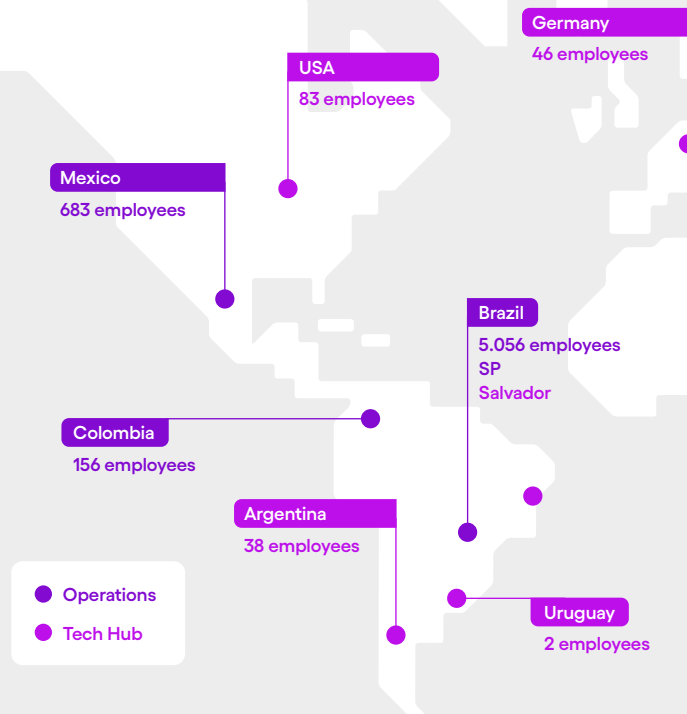 Germany
46 employees
USA
83 employees
Mexico
683 employees
Brazil
5.056 employees
SP
Salvador
Colombia
156 employees
Argentina
38 employees
Operations
Tech Hub
Uruguay
2 employees